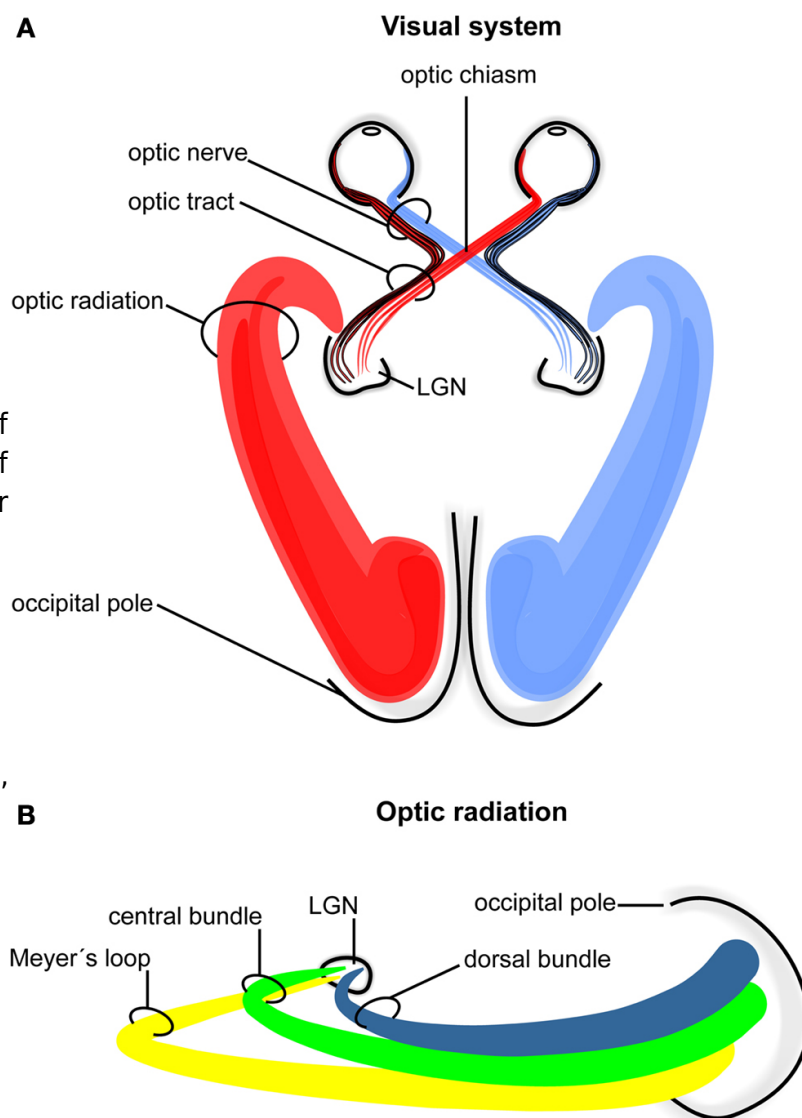 A
Visual system
optic chiasm
optic nerve
optic tract
optic radiation
LGN
f
f
r
occipital pole
,
B
Optic radiation
LGN
occipital pole
central bundle
Meyer´s loop
dorsal bundle